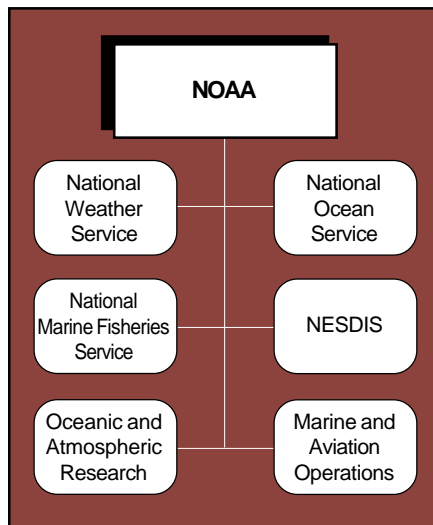 NOAA
National
Weather
Service
National
Ocean
Service
National
Marine Fisheries
Service
NESDIS
Oceanic and
Atmospheric
Research
Marine and
Aviation
Operations